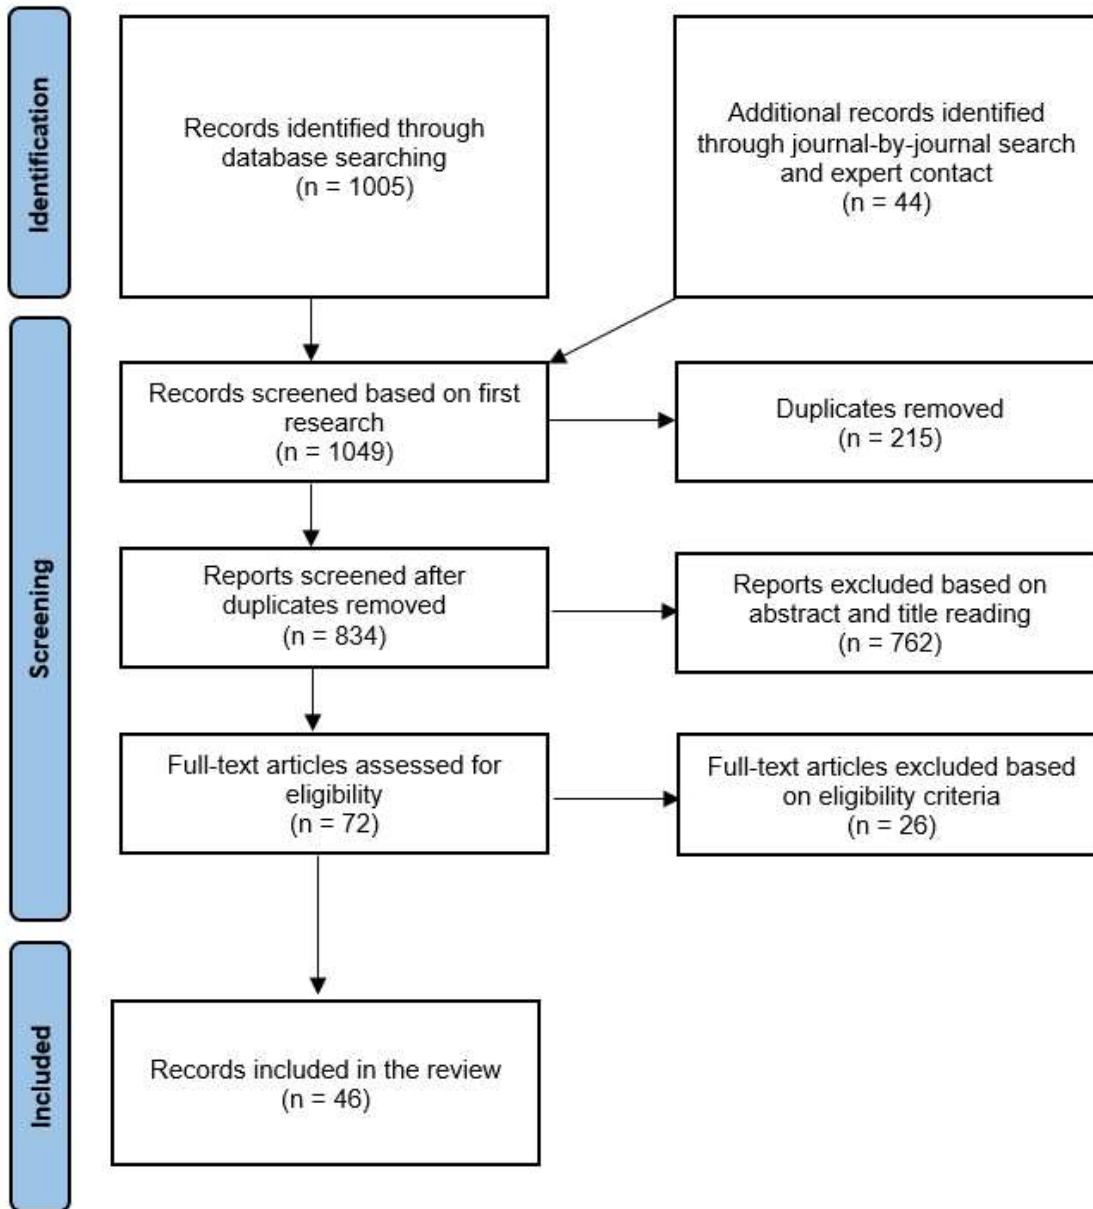 Identification
Records identified through
database searching
(n = 1005)
Additional records identified
through journal-by-journal search
and expert contact
(n = 44)
Screening
Records screened based on first
research
(n = 1049)
Duplicates removed
(n = 215)
Reports screened after
duplicates removed
(n = 834)
Reports excluded based on
abstract and title reading
(n = 762)
Full-text articles assessed for
eligibility
(n = 72)
Full-text articles excluded based
on eligibility criteria
(n = 26)
Included
Records included in the review
(n = 46)